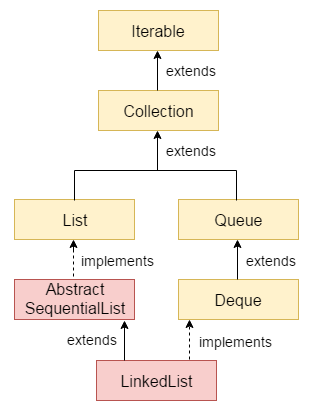 Iterable
extends
Collection
extends
List
Queue
implements
extends
Abstract
SequentialList
Deque
extends
implements
LinkedList